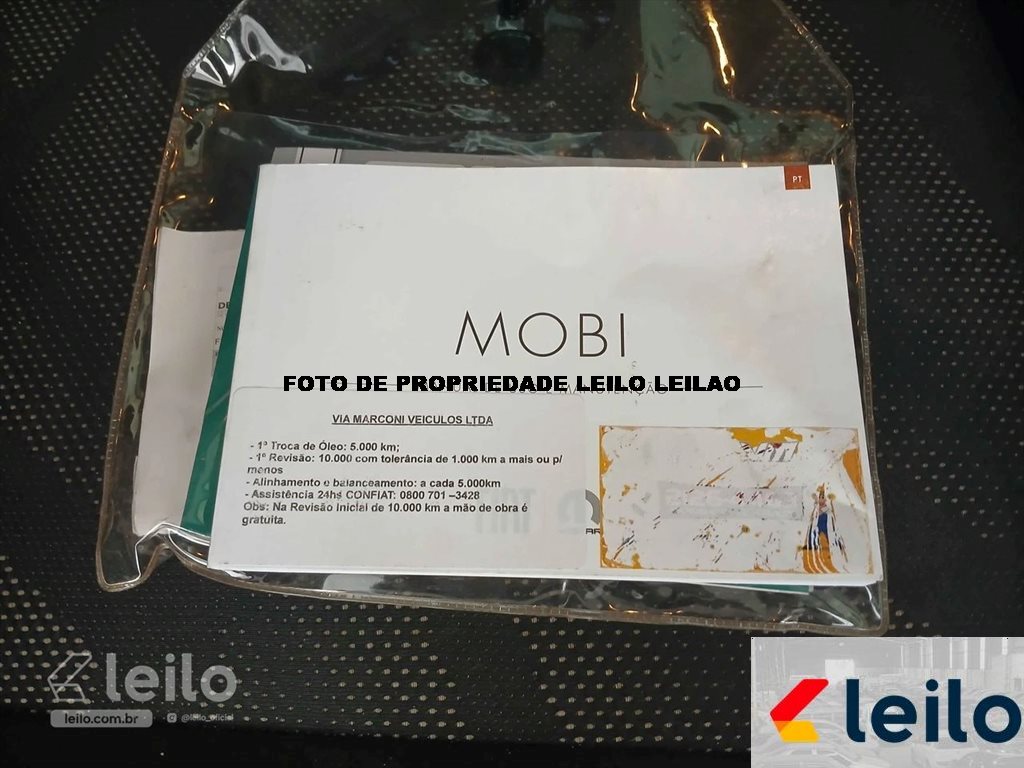 PT
MOBI
FOTO DE PROPRIEDADE LEILO LEILAO
MANUTENÇÃO
VIA MARCONI VEICULOS LTDA
- 1ª Troca de Óleo: 5.000 km;
- 1ª Revisão: 10.000 com tolerância de 1.000 km a mais ou p/
menos
- Alinhamento e balanceamento: a cada 5.000km
- Assistência 24hs CONFIAT: 0800 701 –3428
Obs: Na Revisão Inicial de 10.000 km a mão de obra é
gratuita.
FIAT
leilo
leilo.com.br
@leilo_oficial
leilo